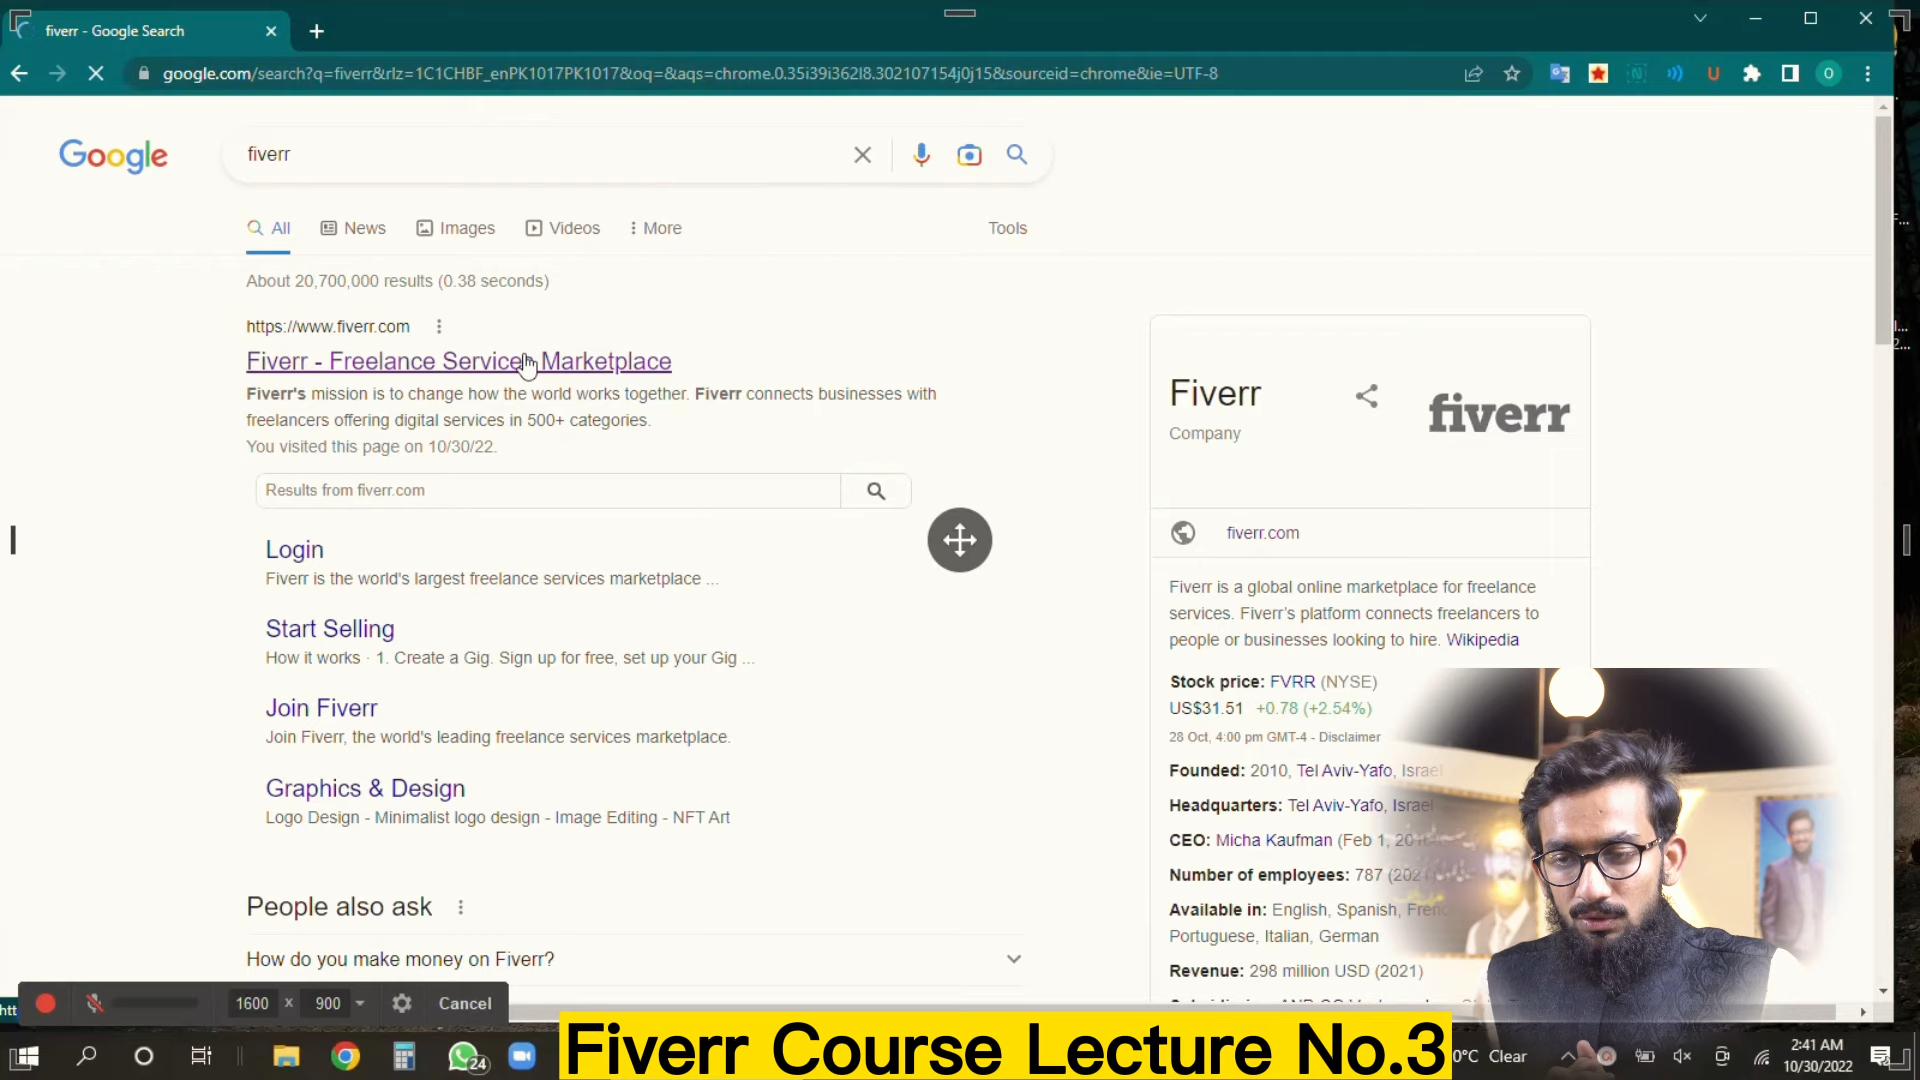 fiverr - Google Search
google.com/search?q=fiverr&rlz=1C1CHBF_enPK1017PK1017&oq=&aqs=chrome.0.35i39i362l8.302107154j0j15&sourceid=chrome&ie=UTF-8
Google
fiverr
All News Images Videos More Tools
About 20,700,000 results (0.38 seconds)
https://www.fiverr.com
Fiverr - Freelance Service Marketplace
Fiverr's mission is to change how the world works together. Fiverr connects businesses with
freelancers offering digital services in 500+ categories.
You visited this page on 10/30/22.
Results from fiverr.com
Login
Fiverr is the world's largest freelance services marketplace ...
Start Selling
How it works · 1. Create a Gig. Sign up for free, set up your Gig ...
Join Fiverr
Join Fiverr, the world's leading freelance services marketplace.
Graphics & Design
Logo Design - Minimalist logo design - Image Editing - NFT Art
People also ask
How do you make money on Fiverr?
Fiverr
Company
fiverr
fiverr.com
Fiverr is a global online marketplace for freelance
services. Fiverr's platform connects freelancers to
people or businesses looking to hire. Wikipedia
Stock price: FVRR (NYSE)
US$31.51 +0.78 (+2.54%)
28 Oct, 4:00 pm GMT-4 - Disclaimer
Founded: 2010, Tel Aviv-Yafo, Israel
Headquarters: Tel Aviv-Yafo, Israel
CEO: Micha Kaufman (Feb 1,
Number of employees: 787
Available in: English, Spanish,
Portuguese, Italian, German
Revenue: 298 million USD (2021)
1600 x 900 Cancel
24
Fiverr Course Lecture No.3
0°C Clear
2:41 AM
10/30/2022